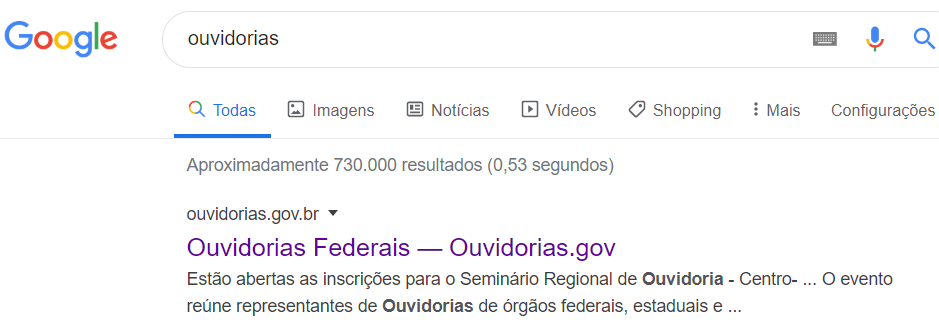 Google
ouvidorias
Todas Imagens Notícias Vídeos Shopping Mais Configurações
Aproximadamente 730.000 resultados (0,53 segundos)
ouvidorias.gov.br
Ouvidorias Federais — Ouvidorias.gov
Estão abertas as inscrições para o Seminário Regional de Ouvidoria - Centro- ... O evento
reúne representantes de Ouvidorias de órgãos federais, estaduais e ...